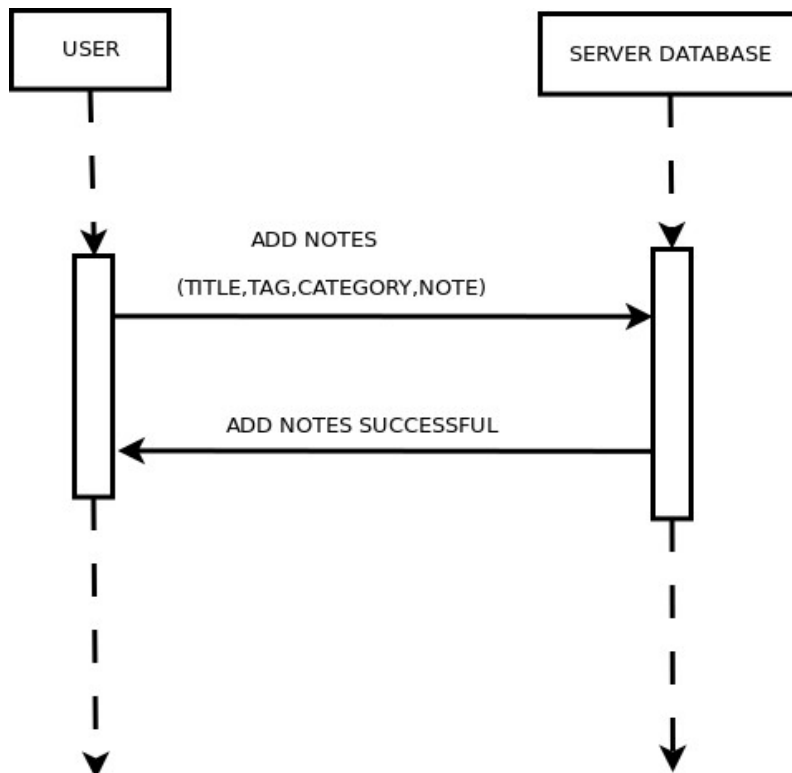 USER
SERVER DATABASE
ADD NOTES
(TITLE,TAG,CATEGORY,NOTE)
ADD NOTES SUCCESSFUL